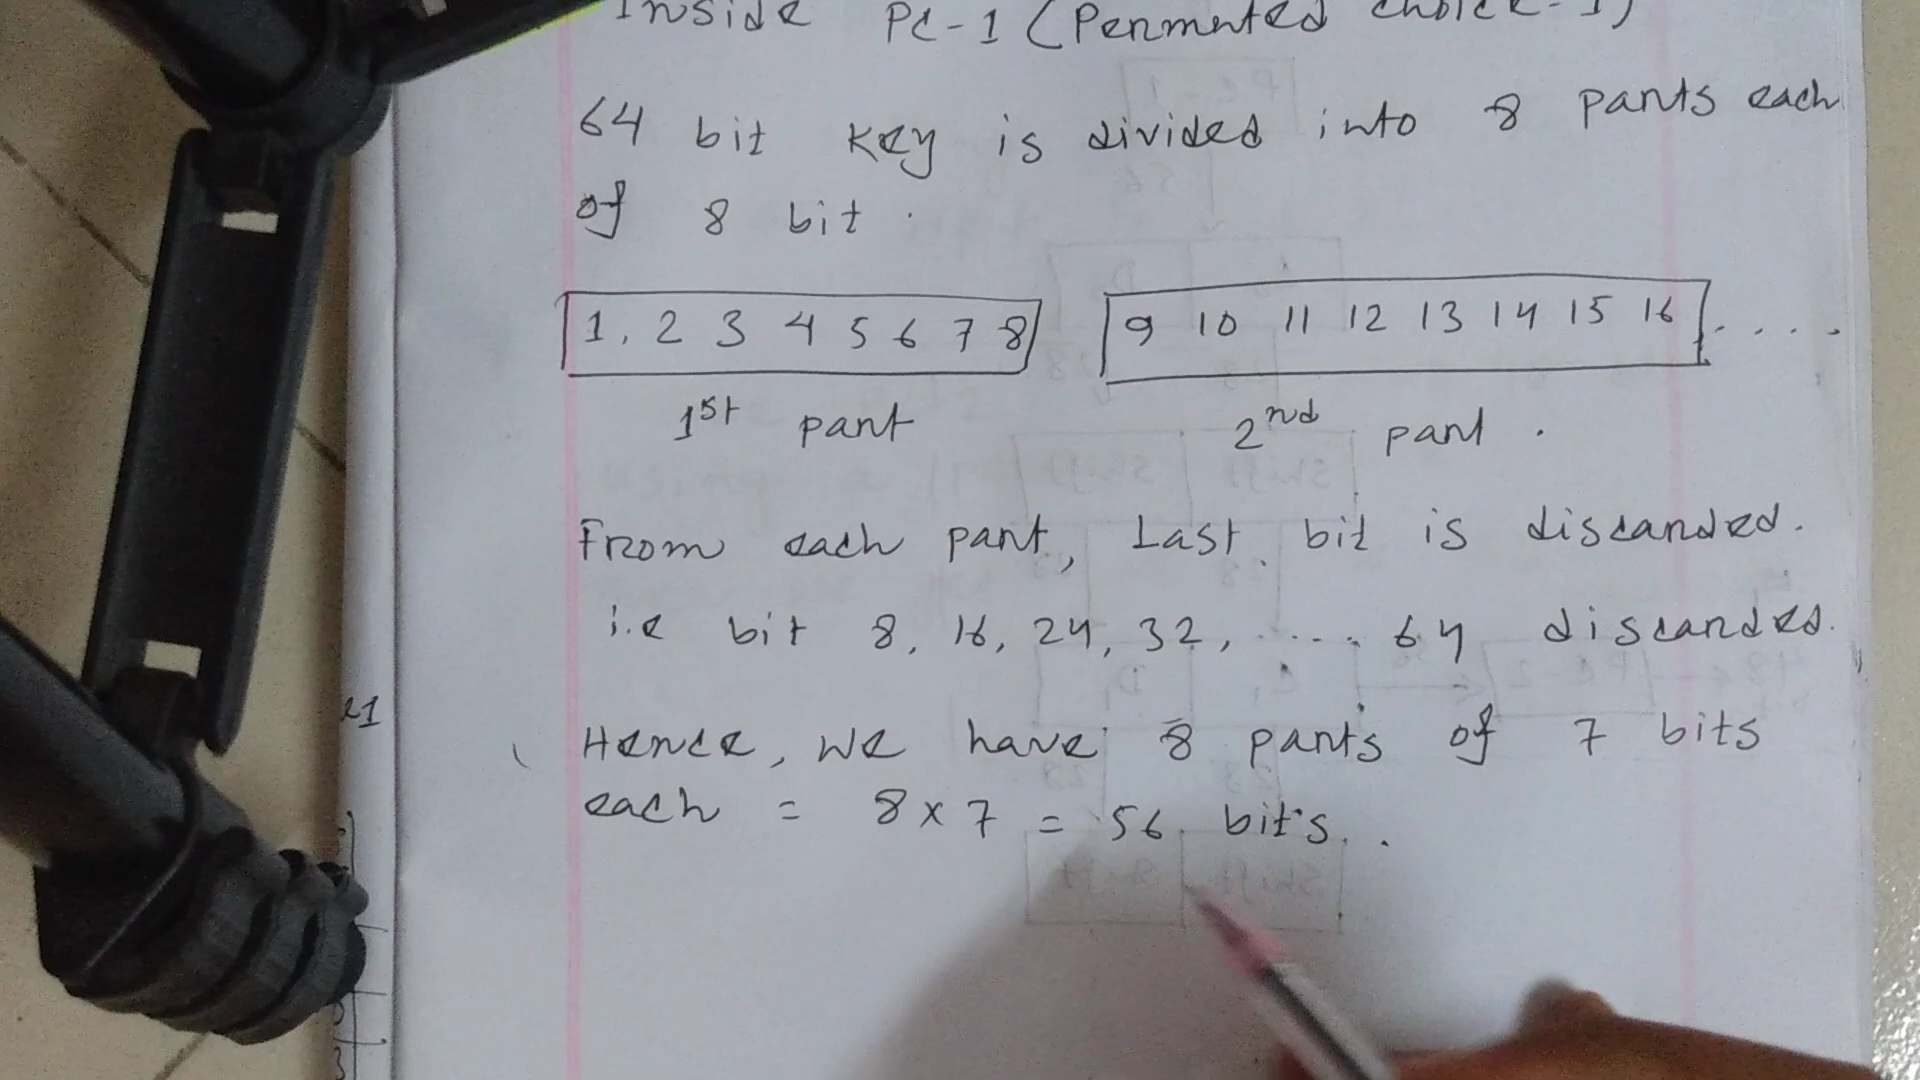 Inside PC-1 (Permuted choice-1)
64 bit key is divided into 8 parts each
of 8 bit.
1, 2 3 4 5 6 7 8 9 10 11 12 13 14 15 16 . . . .
1st part 2nd part .
From each part, Last bit is discarded.
i.e bit 8, 16, 24, 32, ..... 64 discarded.
Hence, we have 8 parts of 7 bits
each = 8 x 7 = 56 bits..